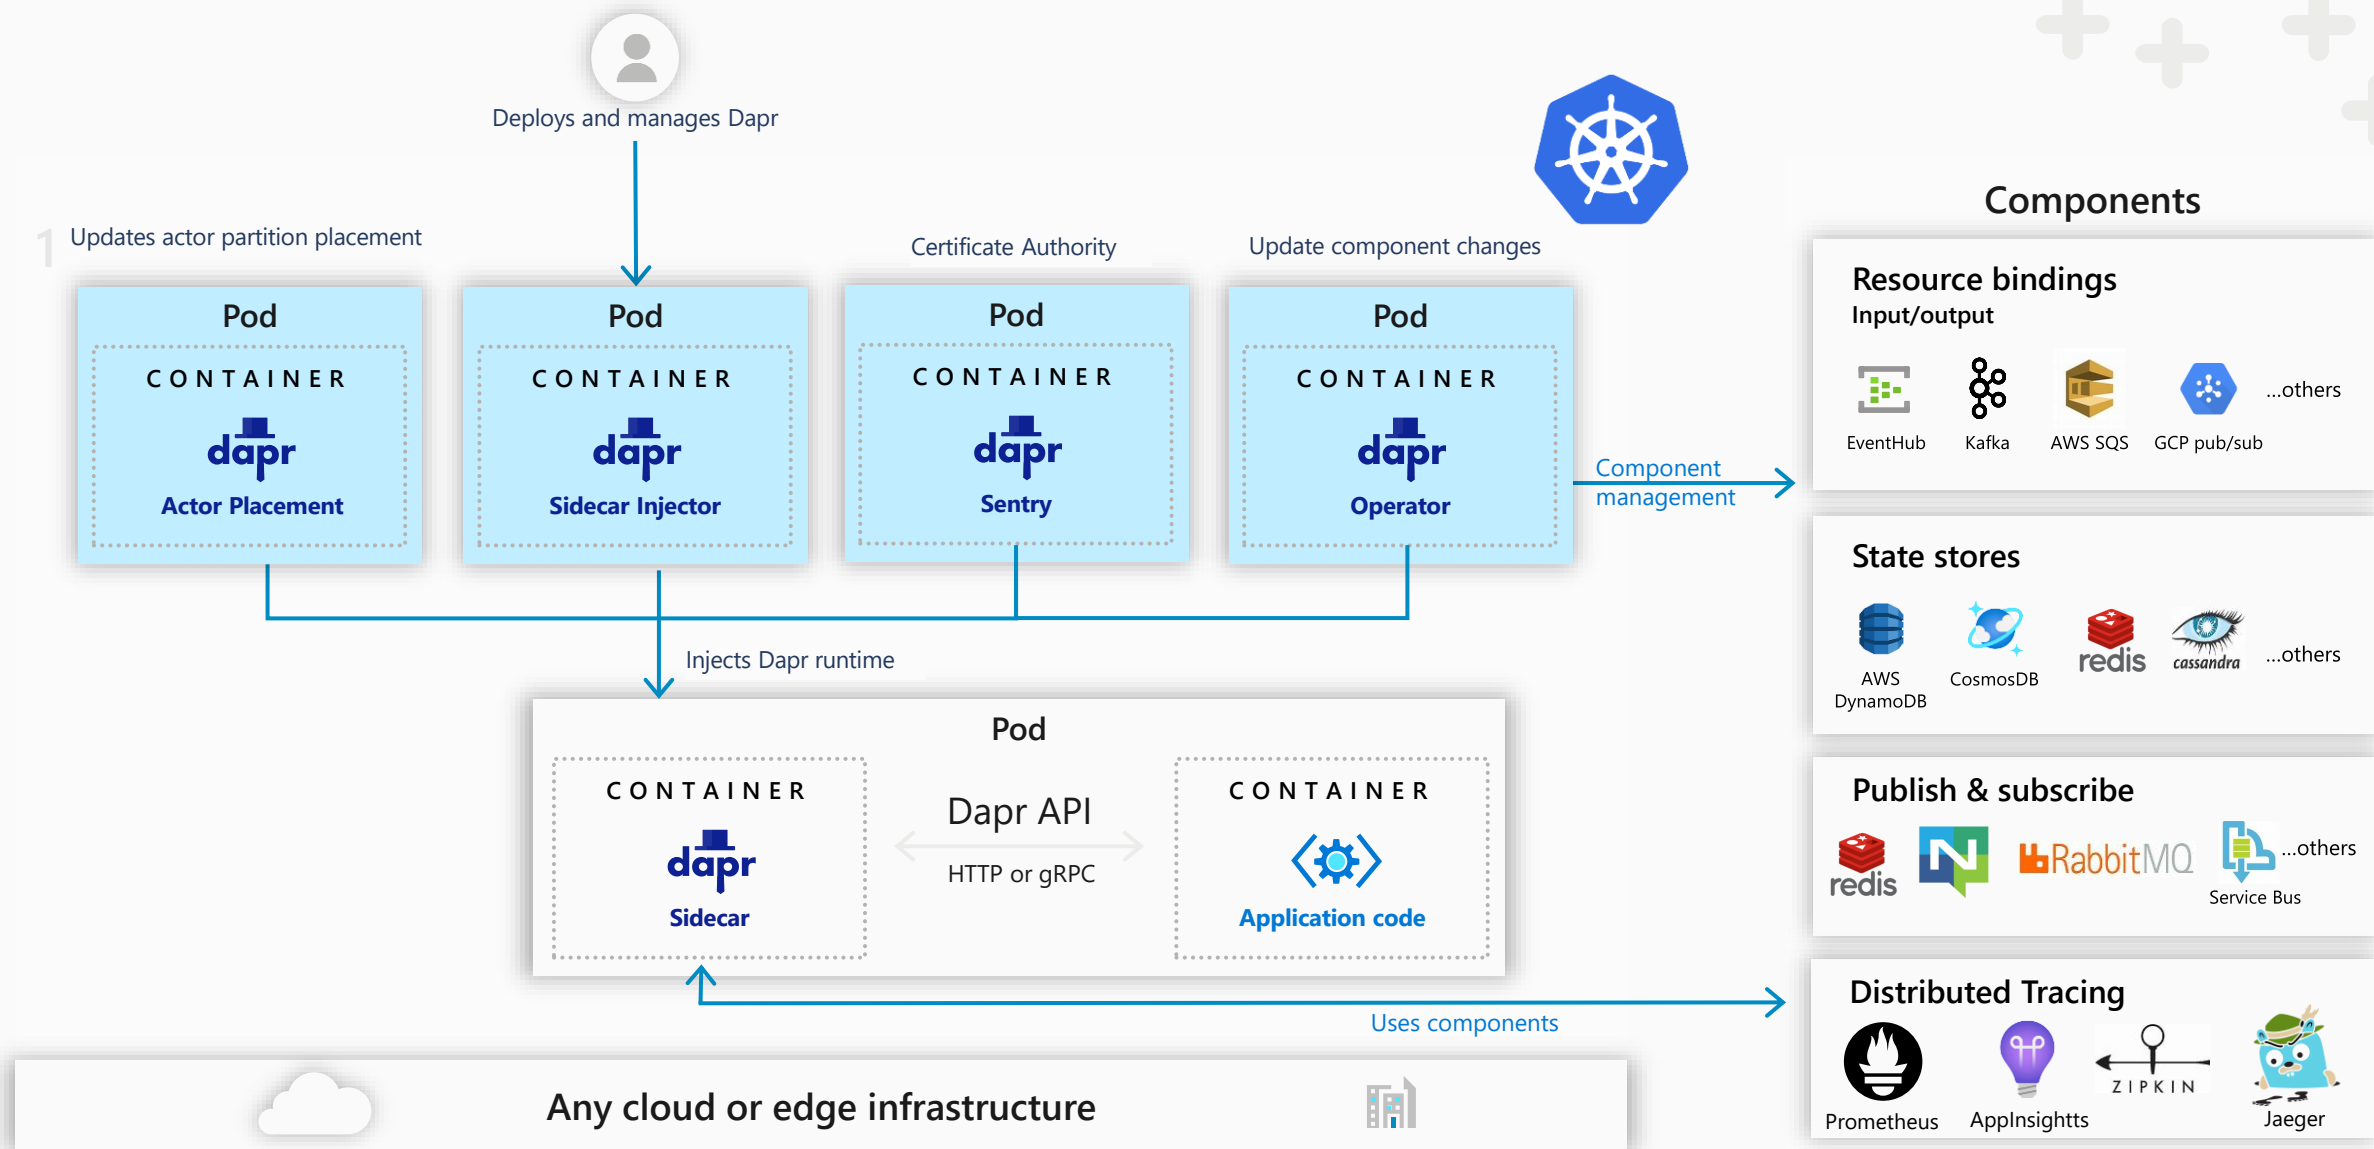 Deploys and manages Dapr
1
Updates actor partition placement
Certificate Authority
Update component changes
Pod
CONTAINER
dapr
Actor Placement
Pod
CONTAINER
dapr
Sidecar Injector
Pod
CONTAINER
dapr
Sentry
Pod
CONTAINER
dapr
Operator
Component
management
Injects Dapr runtime
Pod
CONTAINER
dapr
Sidecar
Dapr API
HTTP or gRPC
CONTAINER
Application code
Uses components
Any cloud or edge infrastructure
Components
Resource bindings
Input/output
EventHub
Kafka
AWS SQS
GCP pub/sub
...others
State stores
AWS
DynamoDB
CosmosDB
redis
cassandra
...others
Publish & subscribe
redis
N
RabbitMQ
Service Bus
...others
Distributed Tracing
Prometheus
AppInsightts
ZIPKIN
Jaeger